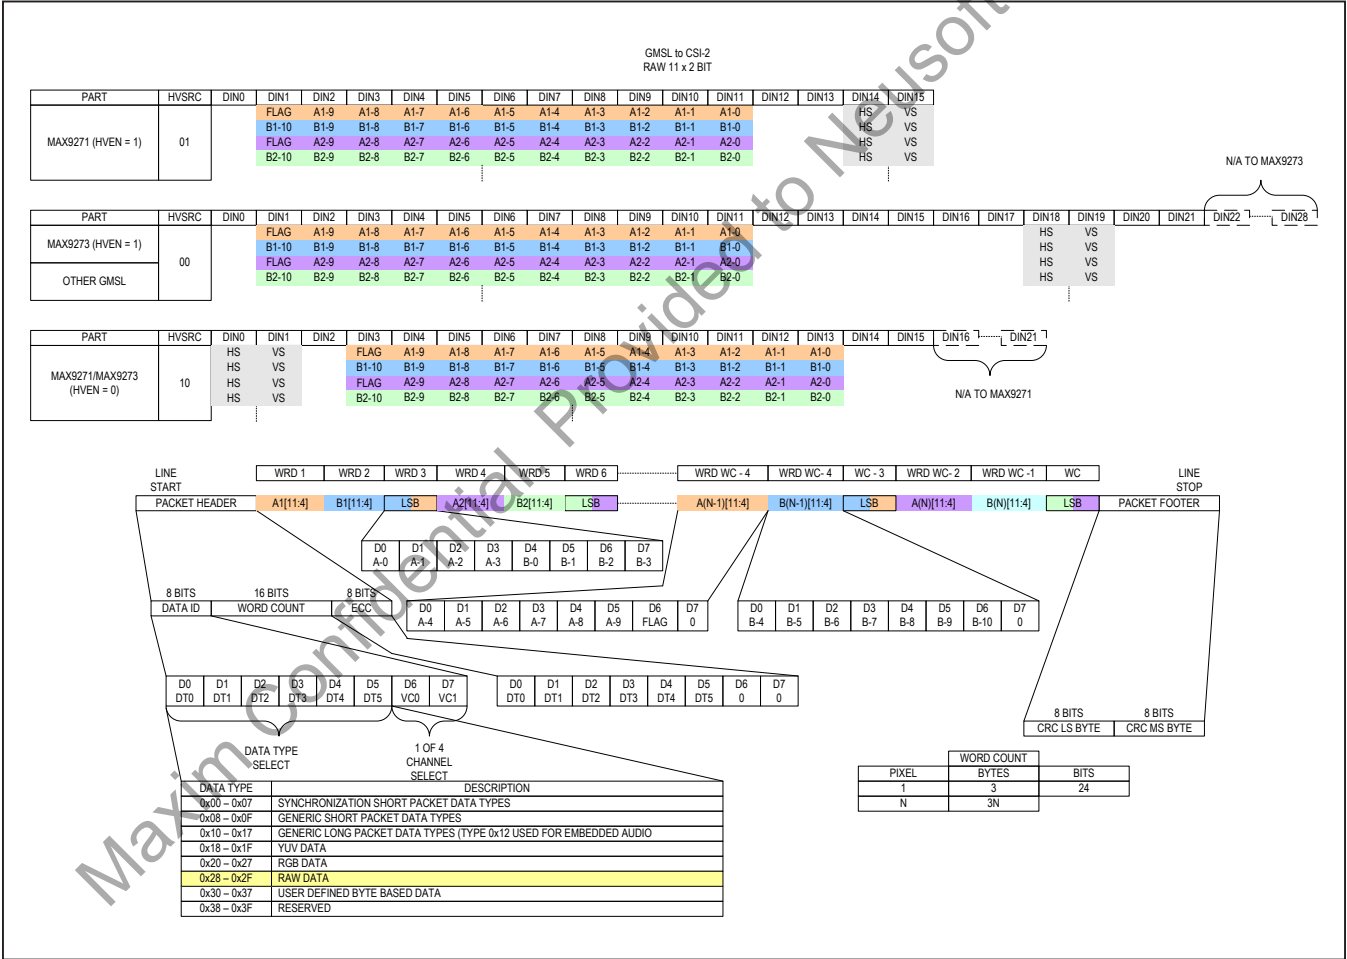 GMSL to CSI-2
RAW 11 x 2 BIT
PART HVSRC DIN0 DIN1 DIN2 DIN3 DIN4 DIN5 DIN6 DIN7 DIN8 DIN9 DIN10 DIN11 DIN12 DIN13 DIN14 DIN15
FLAG A1-9 A1-8 A1-7 A1-6 A1-5 A1-4 A1-3 A1-2 A1-1 A1-0 HS VS
B1-10 B1-9 B1-8 B1-7 B1-6 B1-5 B1-4 B1-3 B1-2 B1-1 B1-0 HS VS
MAX9271 (HVEN = 1) 01
FLAG A2-9 A2-8 A2-7 A2-6 A2-5 A2-4 A2-3 A2-2 A2-1 A2-0 HS VS
B2-10 B2-9 B2-8 B2-7 B2-6 B2-5 B2-4 B2-3 B2-2 B2-1 B2-0 HS VS
N/A TO MAX9273
PART HVSRC DIN0 DIN1 DIN2 DIN3 DIN4 DIN5 DIN6 DIN7 DIN8 DIN9 DIN10 DIN11 DIN12 DIN13 DIN14 DIN15 DIN16 DIN17 DIN18 DIN19 DIN20 DIN21 DIN22 DIN28
FLAG A1-9 A1-8 A1-7 A1-6 A1-5 A1-4 A1-3 A1-2 A1-1 A1-0 HS VS
MAX9273 (HVEN = 1) B1-10 B1-9 B1-8 B1-7 B1-6 B1-5 B1-4 B1-3 B1-2 B1-1 B1-0 HS VS
00 FLAG A2-9 A2-8 A2-7 A2-6 A2-5 A2-4 A2-3 A2-2 A2-1 A2-0 HS VS
OTHER GMSL B2-10 B2-9 B2-8 B2-7 B2-6 B2-5 B2-4 B2-3 B2-2 B2-1 B2-0 HS VS
PART HVSRC DIN0 DIN1 DIN2 DIN3 DIN4 DIN5 DIN6 DIN7 DIN8 DIN9 DIN10 DIN11 DIN12 DIN13 DIN14 DIN15 DIN16 DIN21
HS VS FLAG A1-9 A1-8 A1-7 A1-6 A1-5 A1-4 A1-3 A1-2 A1-1 A1-0
HS VS B1-10 B1-9 B1-8 B1-7 B1-6 B1-5 B1-4 B1-3 B1-2 B1-1 B1-0
MAX9271/MAX9273
(HVEN = 0) 10
HS VS FLAG A2-9 A2-8 A2-7 A2-6 A2-5 A2-4 A2-3 A2-2 A2-1 A2-0
HS VS B2-10 B2-9 B2-8 B2-7 B2-6 B2-5 B2-4 B2-3 B2-2 B2-1 B2-0
N/A TO MAX9271
LINE
START
WRD 1 WRD 2 WRD 3 WRD 4 WRD 5 WRD 6 WRD WC - 4 WRD WC- 4 WC - 3 WRD WC- 2 WRD WC -1 WC
LINE
STOP
PACKET HEADER A1[11:4] B1[11:4] LSB A2[11:4] B2[11:4] LSB A(N-1)[11:4] B(N-1)[11:4] LSB A(N)[11:4] B(N)[11:4] LSB PACKET FOOTER
D0 D1 D2 D3 D4 D5 D6 D7
A-0 A-1 A-2 A-3 B-0 B-1 B-2 B-3
8 BITS 16 BITS 8 BITS
DATA ID WORD COUNT ECC
D0 D1 D2 D3 D4 D5 D6 D7
A-4 A-5 A-6 A-7 A-8 A-9 FLAG 0
D0 D1 D2 D3 D4 D5 D6 D7
B-4 B-5 B-6 B-7 B-8 B-9 B-10 0
D0 D1 D2 D3 D4 D5 D6 D7
DT0 DT1 DT2 DT3 DT4 DT5 VC0 VC1
D0 D1 D2 D3 D4 D5 D6 D7
DT0 DT1 DT2 DT3 DT4 DT5 0 0
8 BITS 8 BITS
CRC LS BYTE CRC MS BYTE
DATA TYPE
SELECT
1 OF 4
CHANNEL
SELECT
WORD COUNT
PIXEL BYTES BITS
1 3 24
N 3N
DATA TYPE DESCRIPTION
0x00 – 0x07 SYNCHRONIZATION SHORT PACKET DATA TYPES
0x08 – 0x0F GENERIC SHORT PACKET DATA TYPES
0x10 – 0x17 GENERIC LONG PACKET DATA TYPES (TYPE 0x12 USED FOR EMBEDDED AUDIO
0x18 – 0x1F YUV DATA
0x20 – 0x27 RGB DATA
0x28 – 0x2F RAW DATA
0x30 – 0x37 USER DEFINED BYTE BASED DATA
0x38 – 0x3F RESERVED
Maxim Confidential, Provided to Neusoft